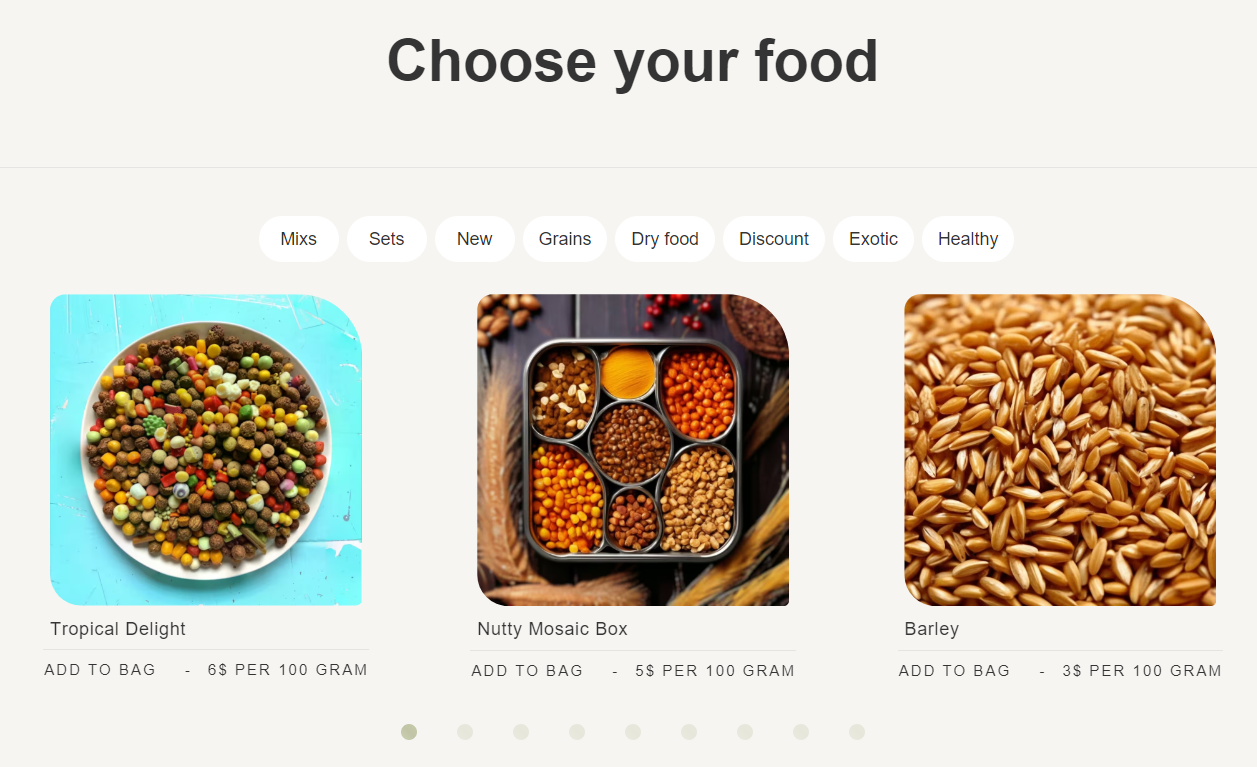 Choose your food
Mixs Sets New Grains Dry food Discount Exotic Healthy
Tropical Delight
ADD TO BAG - 6$ PER 100 GRAM
Nutty Mosaic Box
ADD TO BAG - 5$ PER 100 GRAM
Barley
ADD TO BAG - 3$ PER 100 GRAM